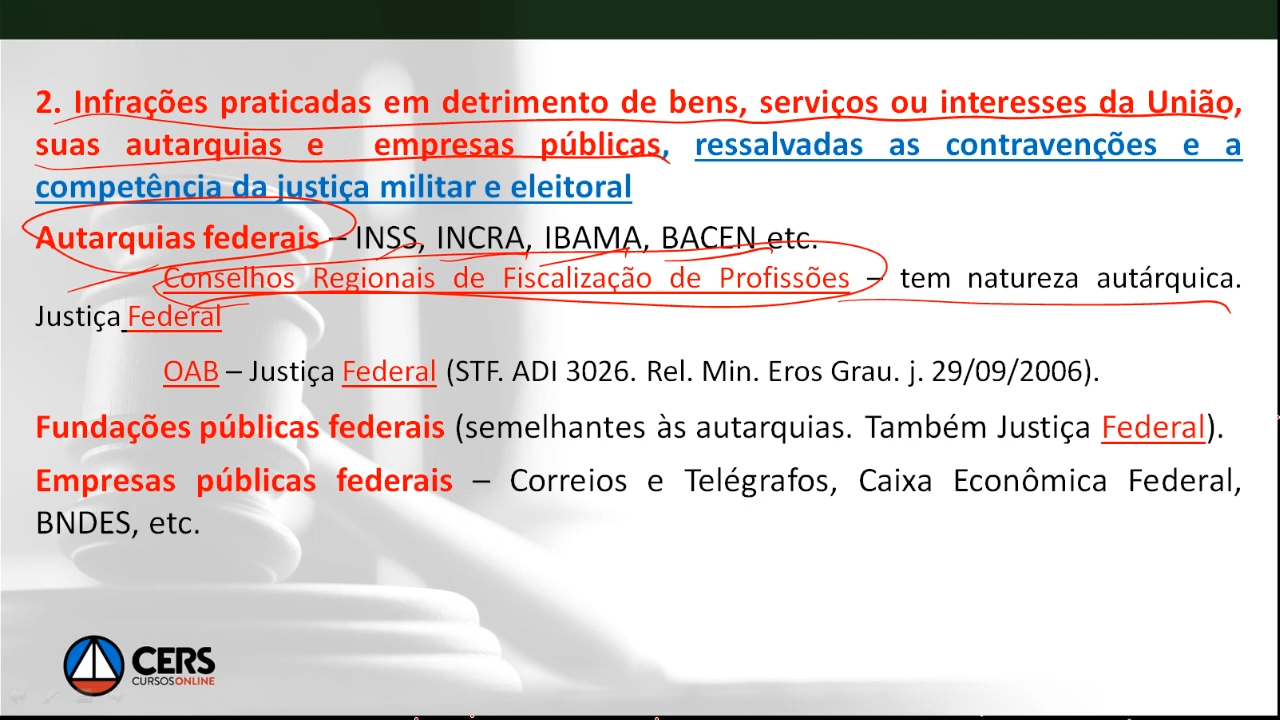 2. Infrações praticadas em detrimento de bens, serviços ou interesses da União,
suas autarquias e empresas públicas, ressalvadas as contravenções e a
competência da justiça militar e eleitoral
Autarquias federais – INSS, INCRA, IBAMA, BACEN etc.
Conselhos Regionais de Fiscalização de Profissões – tem natureza autárquica.
Justiça Federal
OAB – Justiça Federal (STF. ADI 3026. Rel. Min. Eros Grau. j. 29/09/2006).
Fundações públicas federais (semelhantes às autarquias. Também Justiça Federal).
Empresas públicas federais – Correios e Telégrafos, Caixa Econômica Federal,
BNDES, etc.
CERS
CURSOS ONLINE